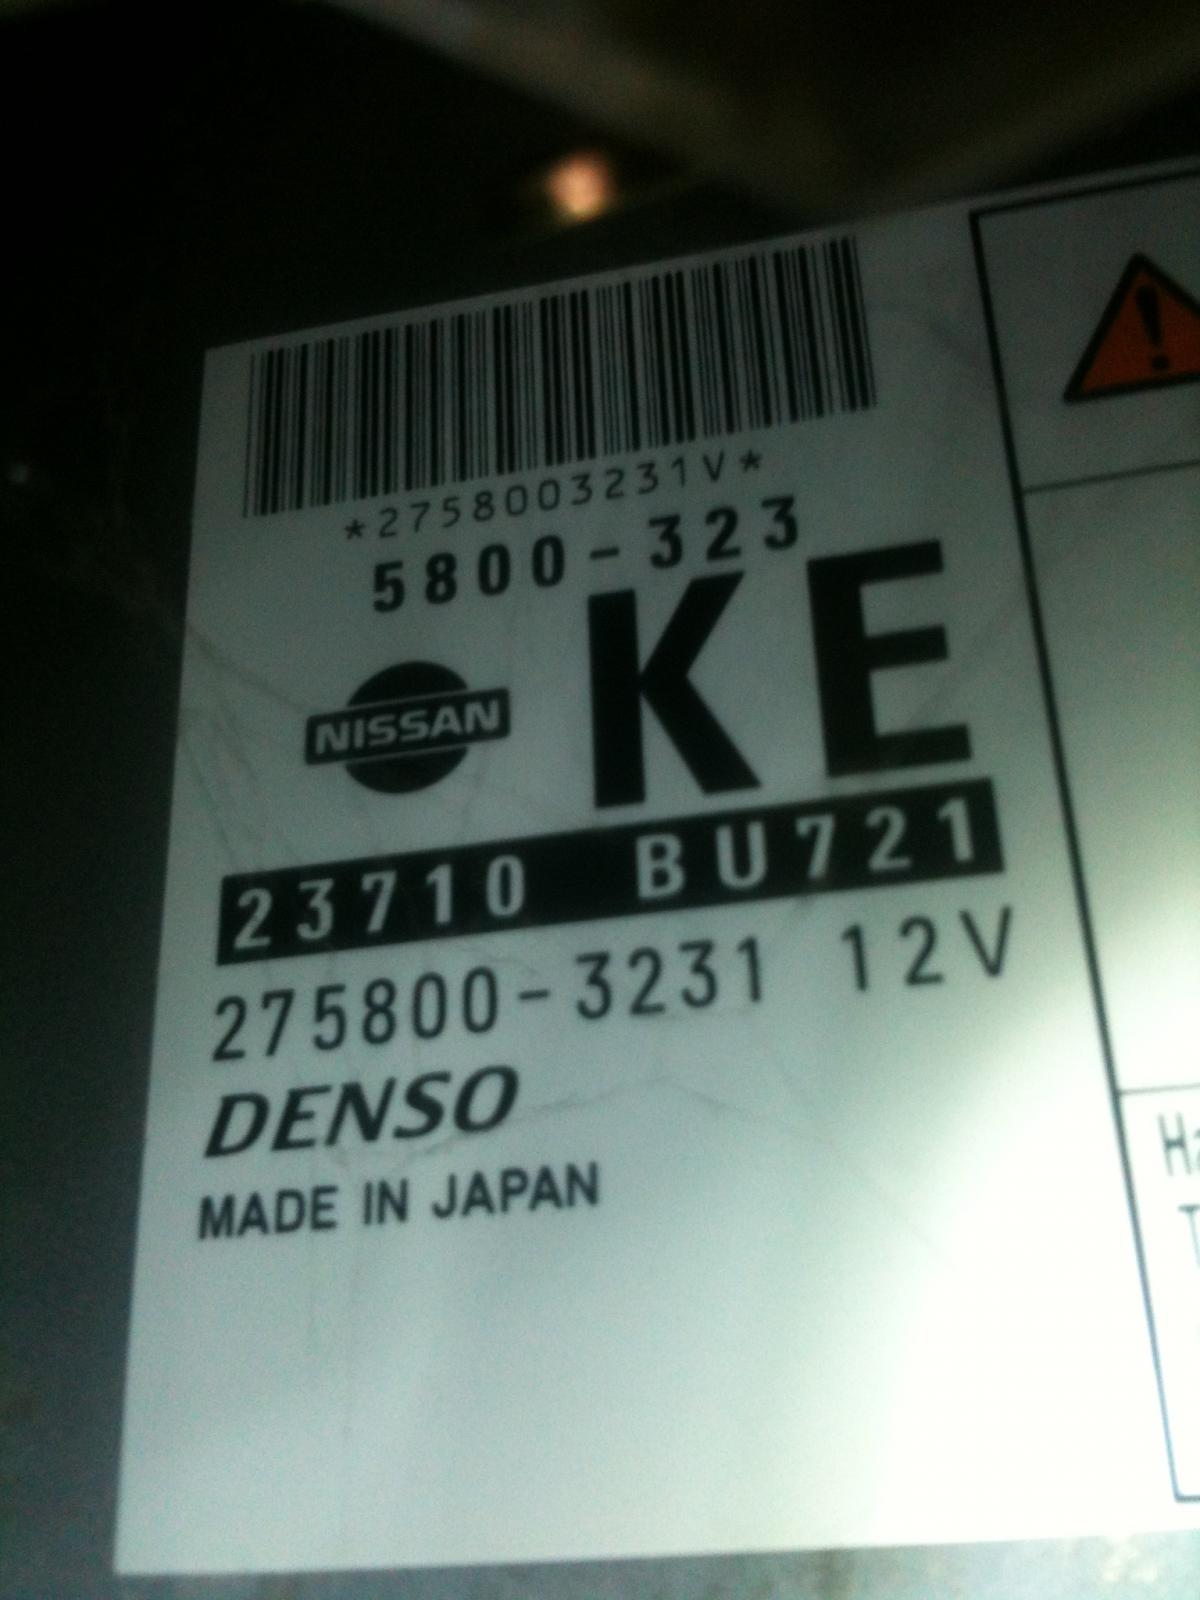 *2758003231V*
5800-323
NISSAN
KE
23710 BU721
275800-3231 12V
DENSO
MADE IN JAPAN